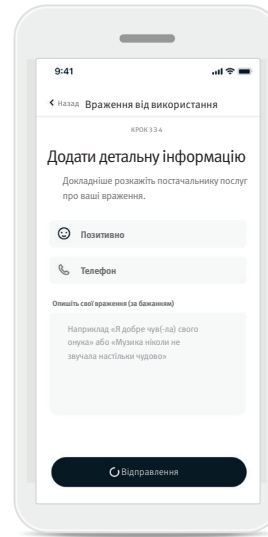 9:41
Назад Враження від використання
КРОК 3 З 4
Додати детальну інформацію
Докладніше розкажіть постачальнику послуг
про ваші враження.
Позитивно
Телефон
Опишіть свої враження (за бажанням)
Наприклад «Я добре чув(-ла) свого
онука» або «Музика ніколи не
звучала настільки чудово»
Відправлення